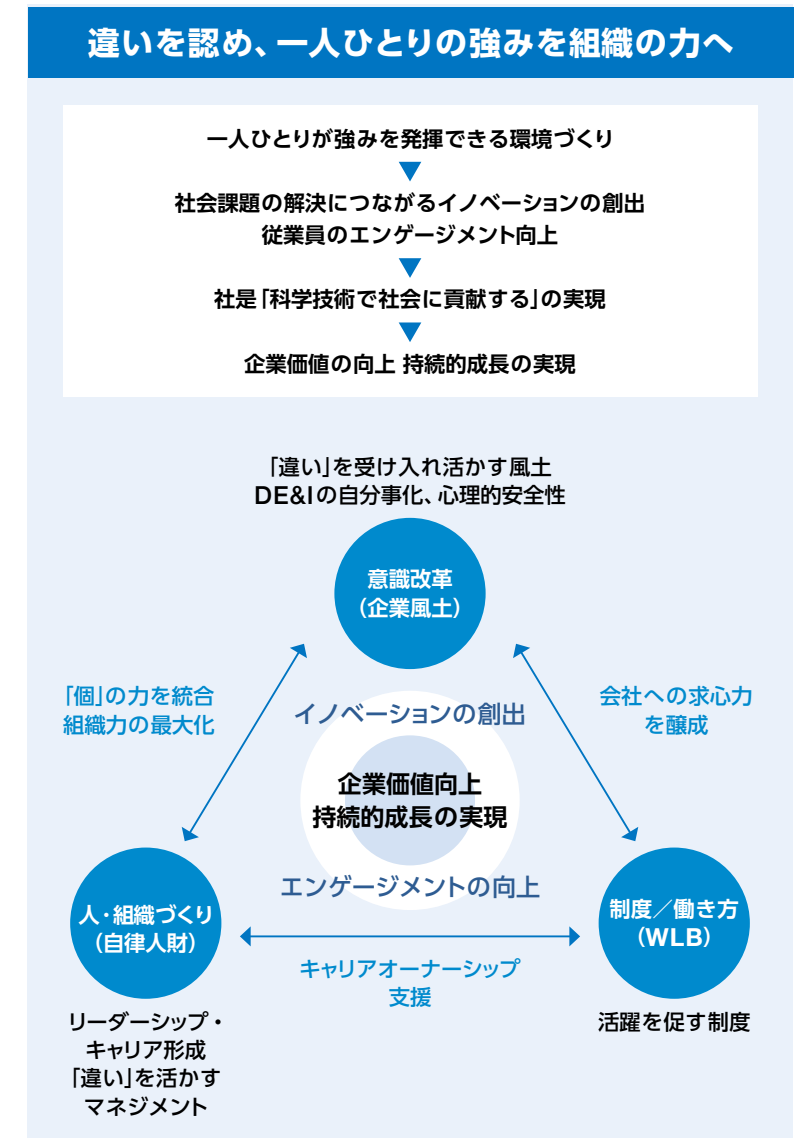 違いを認め、一人ひとりの強みを組織の力へ
一人ひとりが強みを発揮できる環境づくり
社会課題の解決につながるイノベーションの創出
従業員のエンゲージメント向上
社是「科学技術で社会に貢献する」の実現
企業価値の向上 持続的成長の実現
「違い」を受け入れ活かす風土
DE&Iの自分事化、心理的安全性
意識改革
(企業風土)
「個」の力を統合
組織力の最大化
会社への求心力
を醸成
イノベーションの創出
企業価値向上
持続的成長の実現
エンゲージメントの向上
人・組織づくり
(自律人財)
制度/働き方
(WLB)
キャリアオーナーシップ
支援
リーダーシップ・
キャリア形成
「違い」を活かす
マネジメント
活躍を促す制度